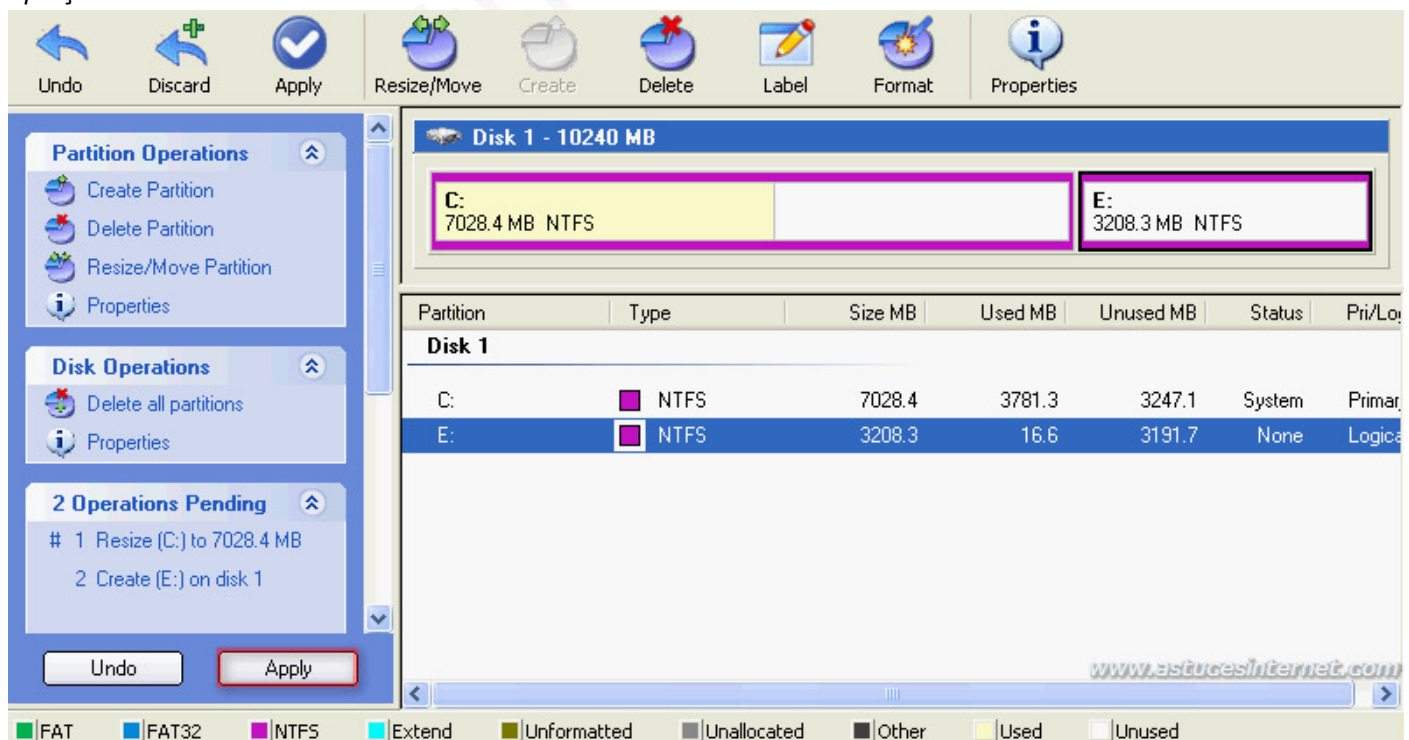 Undo Discard Apply Resize/Move Create Delete Label Format Properties
Partition Operations
Create Partition
Delete Partition
Resize/Move Partition
Properties
Disk Operations
Delete all partitions
Properties
2 Operations Pending
# 1 Resize (C:) to 7028.4 MB
2 Create (E:) on disk 1
Undo Apply
Disk 1 - 10240 MB
C:
7028.4 MB NTFS
E:
3208.3 MB NTFS
Partition Type Size MB Used MB Unused MB Status Pri/Log
Disk 1
C: NTFS 7028.4 3781.3 3247.1 System Primar
E: NTFS 3208.3 16.6 3191.7 None Logica
www.astucesinternet.com
FAT FAT32 NTFS Extend Unformatted Unallocated Other Used Unused